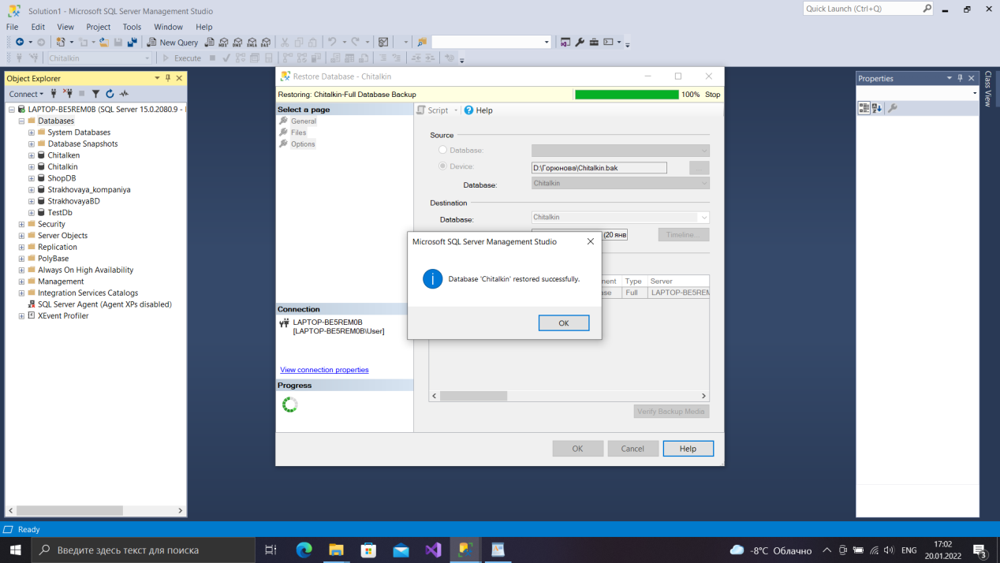 Solution1 - Microsoft SQL Server Management Studio
Quick Launch (Ctrl+Q)
File Edit View Project Tools Window Help
New Query
Chitalkin
Execute
Object Explorer
Connect
LAPTOP-BE5REM0B (SQL Server 15.0.2080.9 -
Databases
System Databases
Database Snapshots
Chitalken
Chitalkin
ShopDB
Strakhovaya_kompaniya
StrakhovayaBD
TestDb
Security
Server Objects
Replication
PolyBase
Always On High Availability
Management
Integration Services Catalogs
SQL Server Agent (Agent XPs disabled)
XEvent Profiler
Restore Database - Chitalkin
Restoring: Chitalkin-Full Database Backup
100% Stop
Select a page
General
Files
Options
Connection
LAPTOP-BE5REM0B
[LAPTOP-BE5REM0B\User]
View connection properties
Progress
Script
Help
Source
Database:
Device:
D:\Горюнова\Chitalkin.bak
Database:
Chitalkin
Destination
Database:
Chitalkin
(20 янв
Timeline...
nent Type Server
ase Full LAPTOP-BE5REM
Verify Backup Media
OK Cancel Help
Microsoft SQL Server Management Studio
Database 'Chitalkin' restored successfully.
OK
Properties
Class View
Ready
Введите здесь текст для поиска
-8°C Облачно
ENG
17:02
20.01.2022
3